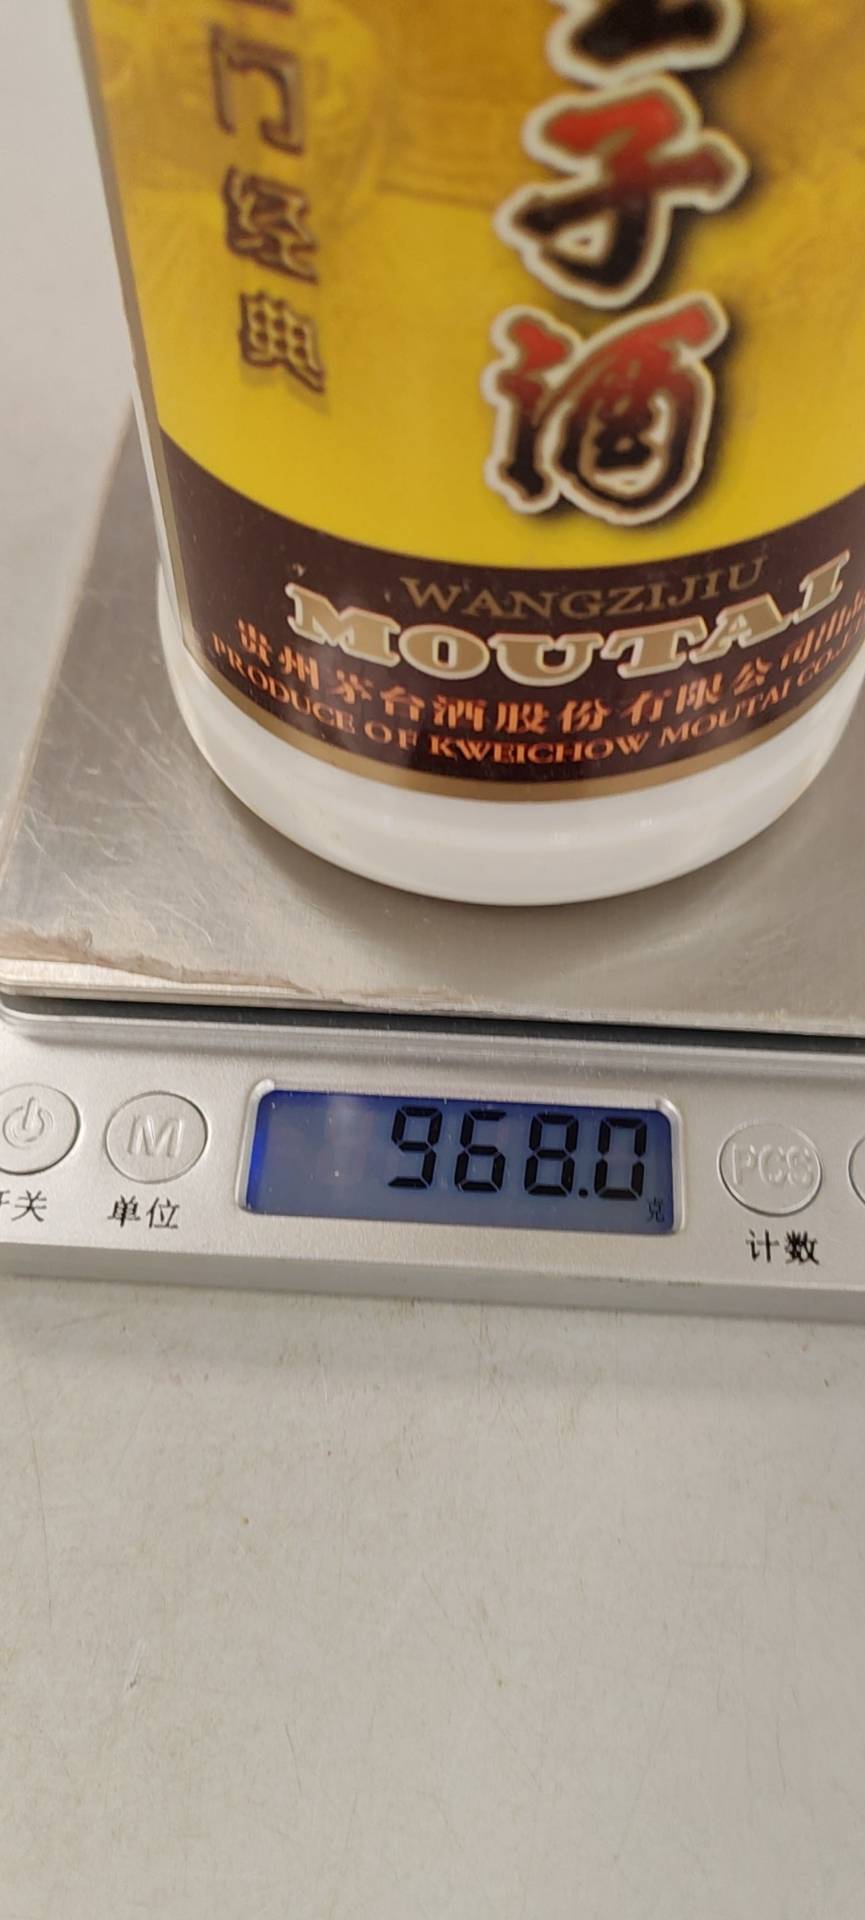 门经典
子酒
WANGZIJIU
MOUTAI
贵州茅台酒股份有限公司出品
PRODUCE OF KWEICHOW MOUTAI CO.,
968.0
克
M
PCS
开关
单位
计数